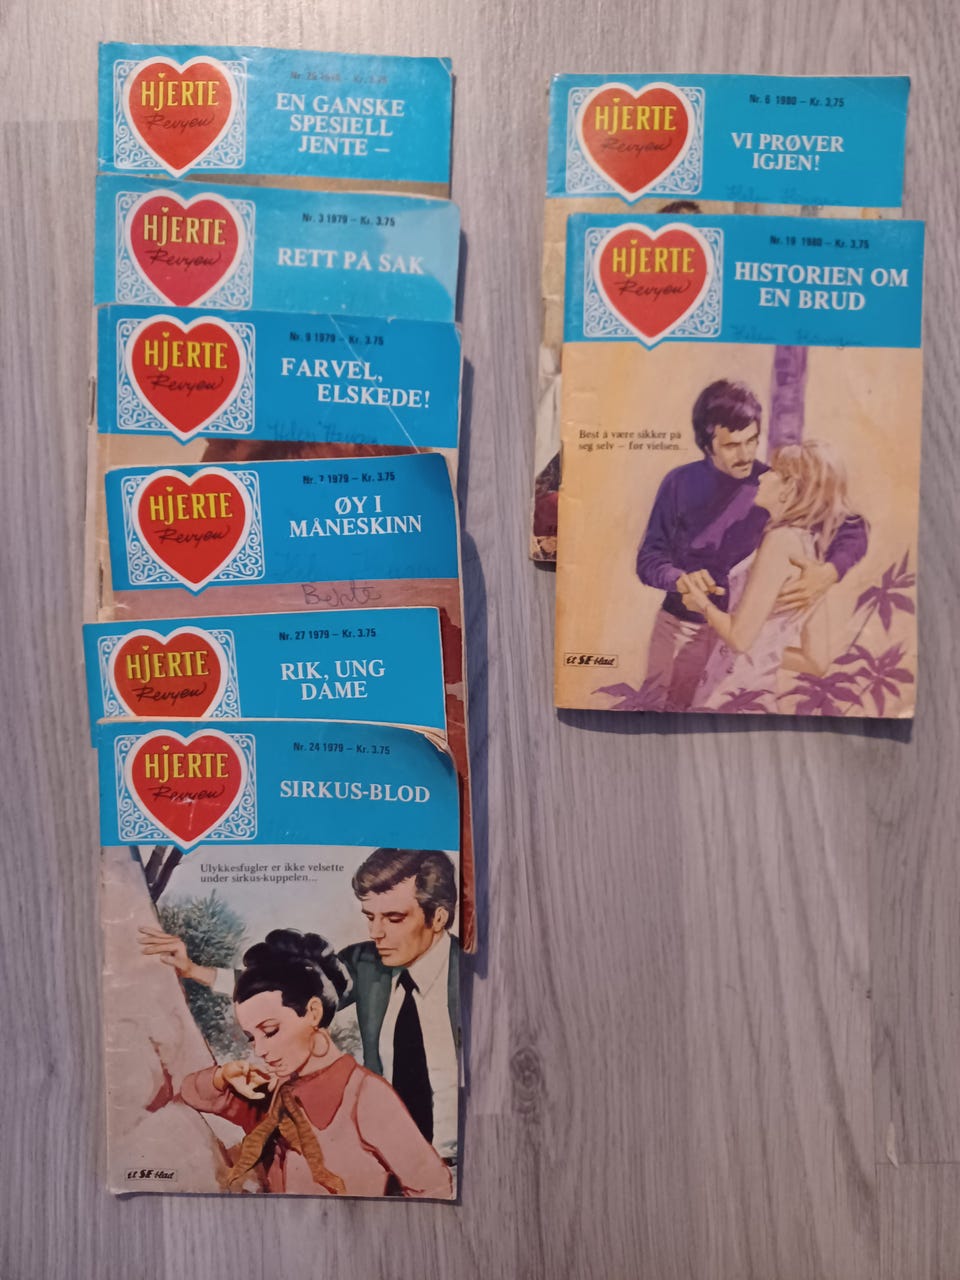 HJERTE
Revyen
EN GANSKE
SPESIELL
JENTE –
HJERTE
Revyen
Nr. 3 1979 – Kr. 3.75
RETT PÅ SAK
HJERTE
Revyen
Nr. 9 1979 – Kr. 3.75
FARVEL,
ELSKEDE!
HJERTE
Revyen
Nr. 7 1979 – Kr. 3.75
ØY I
MÅNESKINN
HJERTE
Revyen
Nr. 27 1979 – Kr. 3.75
RIK, UNG
DAME
HJERTE
Revyen
Nr. 24 1979 – Kr. 3.75
SIRKUS-BLOD
Ulykkesfugler er ikke velsette
under sirkus-kuppelen...
et SE-blad
HJERTE
Revyen
Nr. 6 1980 – Kr. 3,75
VI PRØVER
IGJEN!
HJERTE
Revyen
Nr. 19 1980 – Kr. 3,75
HISTORIEN OM
EN BRUD
Best å være sikker på
seg selv – før vielsen...
et SE-blad